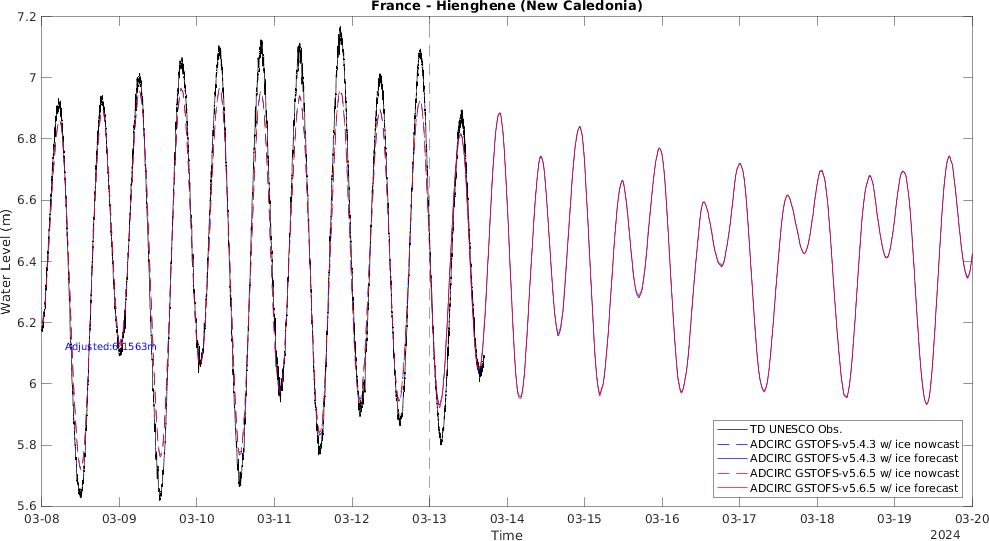 France - Hienghene (New Caledonia)
Water Level (m)
7.2
7
6.8
6.6
6.4
6.2
6
5.8
5.6
Adjusted:6.1563m
TD UNESCO Obs.
ADCIRC GSTOFS-v5.4.3 w/ ice nowcast
ADCIRC GSTOFS-v5.4.3 w/ ice forecast
ADCIRC GSTOFS-v5.6.5 w/ ice nowcast
ADCIRC GSTOFS-v5.6.5 w/ ice forecast
03-08 03-09 03-10 03-11 03-12 03-13 03-14 03-15 03-16 03-17 03-18 03-19 03-20
Time
2024